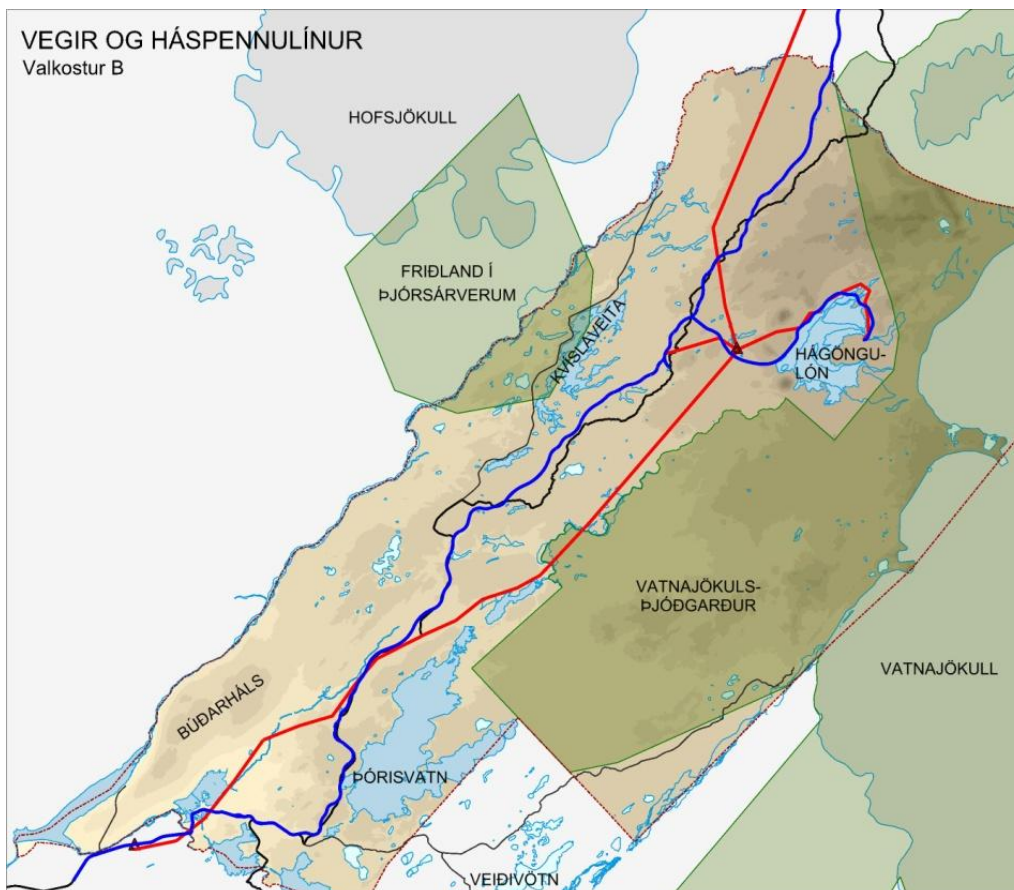 VEGIR OG HÁSPENNULÍNUR
Valkostur B
HOFSJÖKULL
FRIÐLAND Í
ÞJÓRSÁRVERUM
KVÍSLAVEITA
HÁGÖNGU-
LÓN
VATNAJÖKULS-
ÞJÓÐGARÐUR
VATNAJÖKULL
BÚÐARHÁLS
ÞÓRISVATN
VEIÐIVÖTN